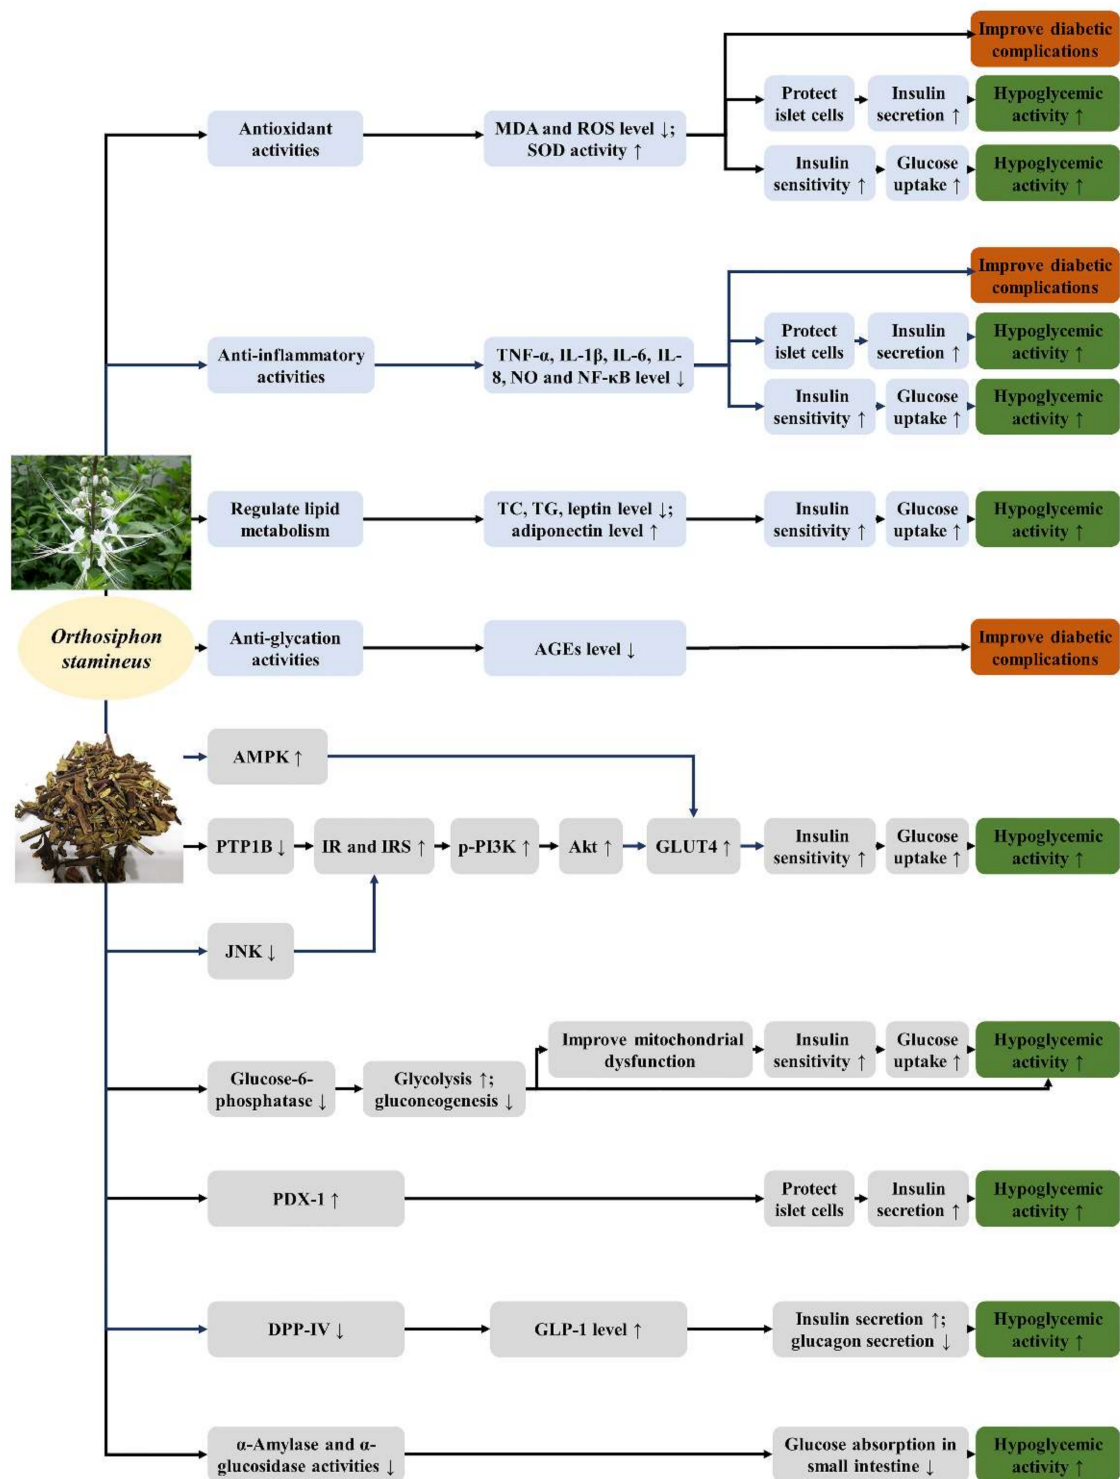 Improve diabetic
complications
Antioxidant
activities
MDA and ROS level ↓;
SOD activity ↑
Protect
islet cells
Insulin
secretion ↑
Hypoglycemic
activity ↑
Insulin
sensitivity ↑
Glucose
uptake ↑
Hypoglycemic
activity ↑
Improve diabetic
complications
Anti-inflammatory
activities
TNF-α, IL-1β, IL-6, IL-
8, NO and NF-κB level ↓
Protect
islet cells
Insulin
secretion ↑
Hypoglycemic
activity ↑
Insulin
sensitivity ↑
Glucose
uptake ↑
Hypoglycemic
activity ↑
Regulate lipid
metabolism
TC, TG, leptin level ↓;
adiponectin level ↑
Insulin
sensitivity ↑
Glucose
uptake ↑
Hypoglycemic
activity ↑
Orthosiphon
stamineus
Anti-glycation
activities
AGEs level ↓
Improve diabetic
complications
AMPK ↑
PTP1B ↓
IR and IRS ↑
p-PI3K ↑
Akt ↑
GLUT4 ↑
Insulin
sensitivity ↑
Glucose
uptake ↑
Hypoglycemic
activity ↑
JNK ↓
Glucose-6-
phosphatase ↓
Glycolysis ↑;
gluconcogenesis ↓
Improve mitochondrial
dysfunction
Insulin
sensitivity ↑
Glucose
uptake ↑
Hypoglycemic
activity ↑
PDX-1 ↑
Protect
islet cells
Insulin
secretion ↑
Hypoglycemic
activity ↑
DPP-IV ↓
GLP-1 level ↑
Insulin secretion ↑;
glucagon secretion ↓
Hypoglycemic
activity ↑
α-Amylase and α-
glucosidase activities ↓
Glucose absorption in
small intestine ↓
Hypoglycemic
activity ↑